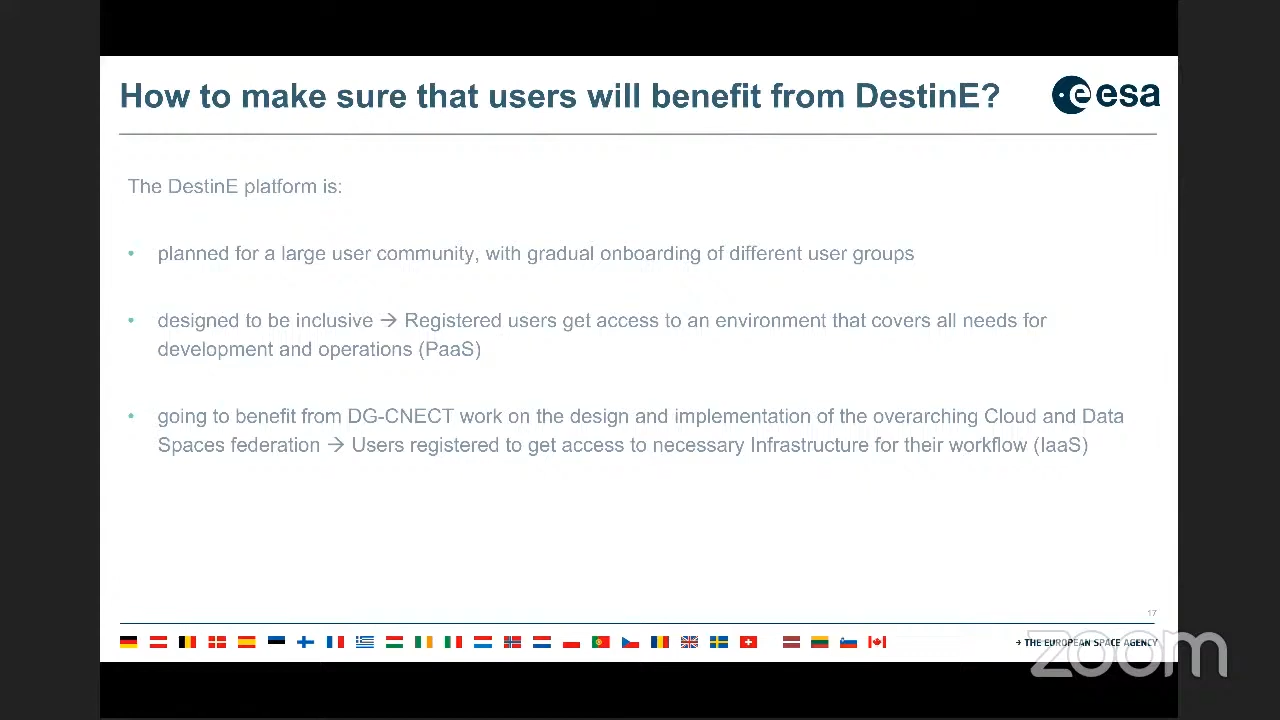 How to make sure that users will benefit from DestinE?
esa
The DestinE platform is:
• planned for a large user community, with gradual onboarding of different user groups
• designed to be inclusive → Registered users get access to an environment that covers all needs for
development and operations (PaaS)
• going to benefit from DG-CNECT work on the design and implementation of the overarching Cloud and Data
Spaces federation → Users registered to get access to necessary Infrastructure for their workflow (IaaS)
17
→ THE EUROPEAN SPACE AGENCY
zoom